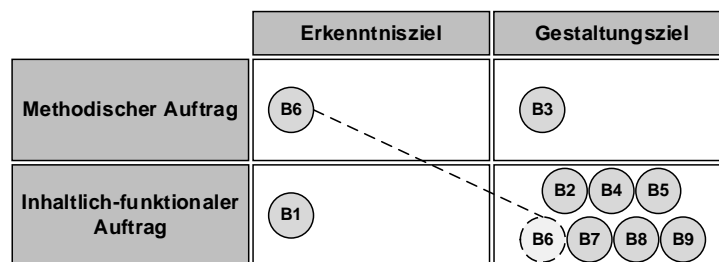 Erkenntnisziel Gestaltungsziel
Methodischer Auftrag B6 B3
Inhaltlich-funktionaler
Auftrag
B1
B2 B4 B5
B6 B7 B8 B9